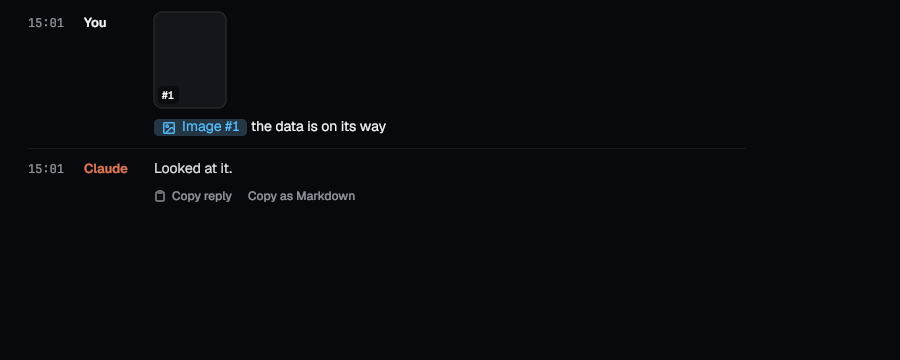 15:01 You
#1
Image #1 the data is on its way
15:01 Claude Looked at it.
Copy reply Copy as Markdown